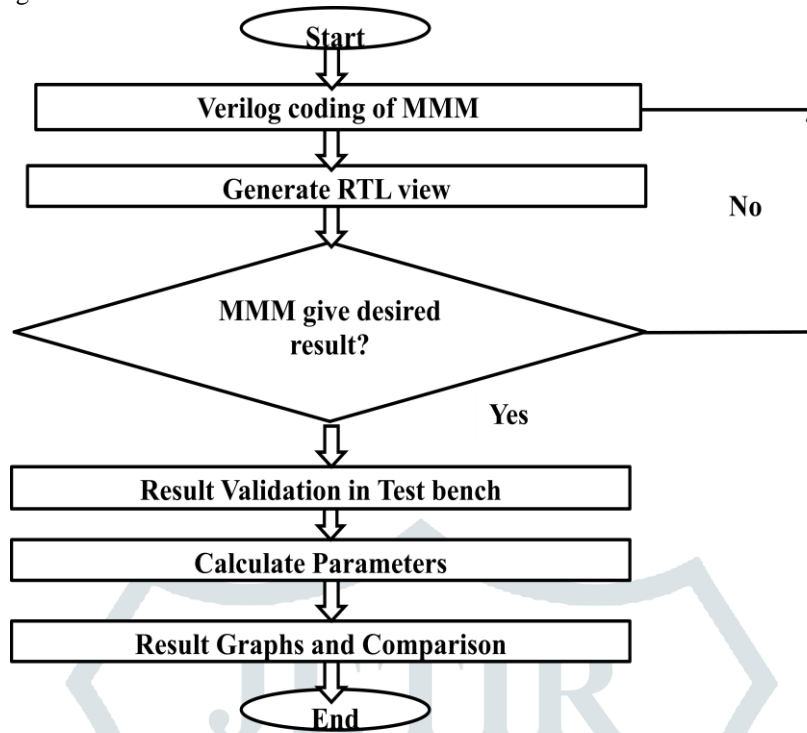 Start
Verilog coding of MMM
Generate RTL view
No
MMM give desired
result?
Yes
Result Validation in Test bench
Calculate Parameters
Result Graphs and Comparison
JETIR
End